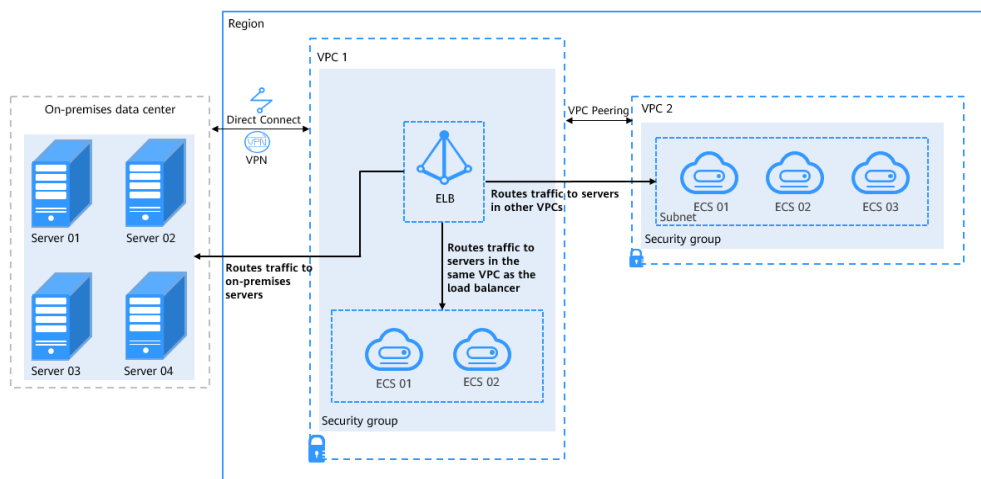 Region
VPC 1
On-premises data center
Direct Connect
VPN
VPN
VPC Peering
VPC 2
ELB
Routes traffic to servers
in other VPCs
ECS 01
ECS 02
ECS 03
Subnet
Security group
Server 01
Server 02
Routes traffic to
servers in the
same VPC as the
load balancer
Routes traffic to
on-premises
servers
Server 03
Server 04
ECS 01
ECS 02
Security group